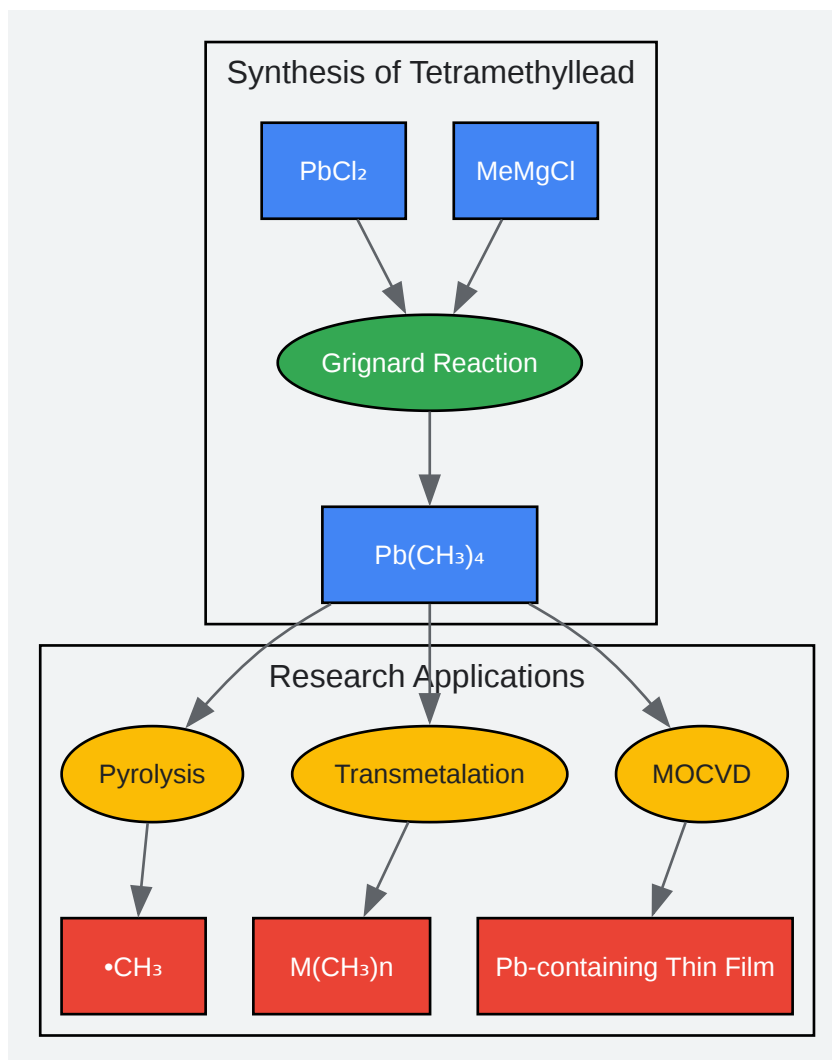 Synthesis of Tetramethyllead
PbCl₂
MeMgCl
Grignard Reaction
Pb(CH₃)₄
Research Applications
Pyrolysis
Transmetalation
MOCVD
•CH₃
M(CH₃)n
Pb-containing Thin Film